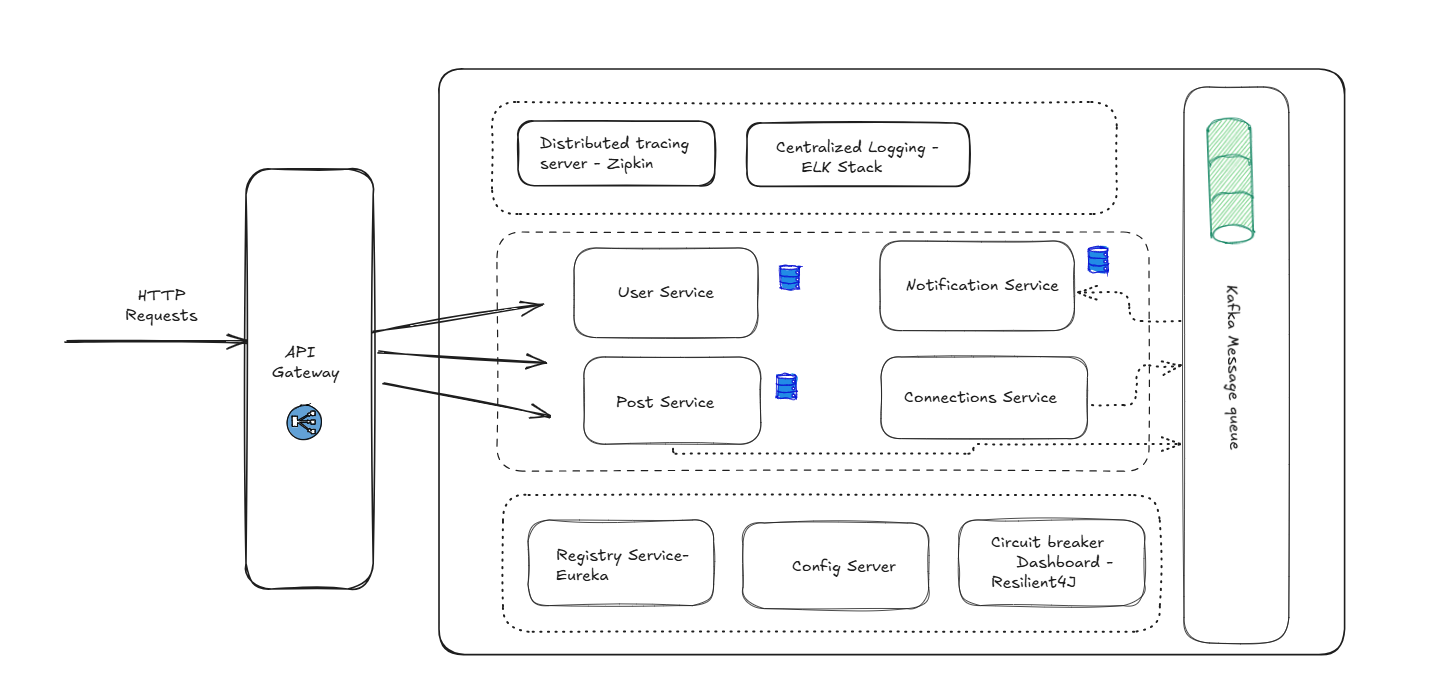 HTTP
Requests
API
Gateway
Distributed tracing
server - Zipkin
Centralized Logging -
ELK Stack
User Service
Notification Service
Post Service
Connections Service
Registry Service-
Eureka
Config Server
Circuit breaker
Dashboard -
Resilient4J
Kafka Message queue